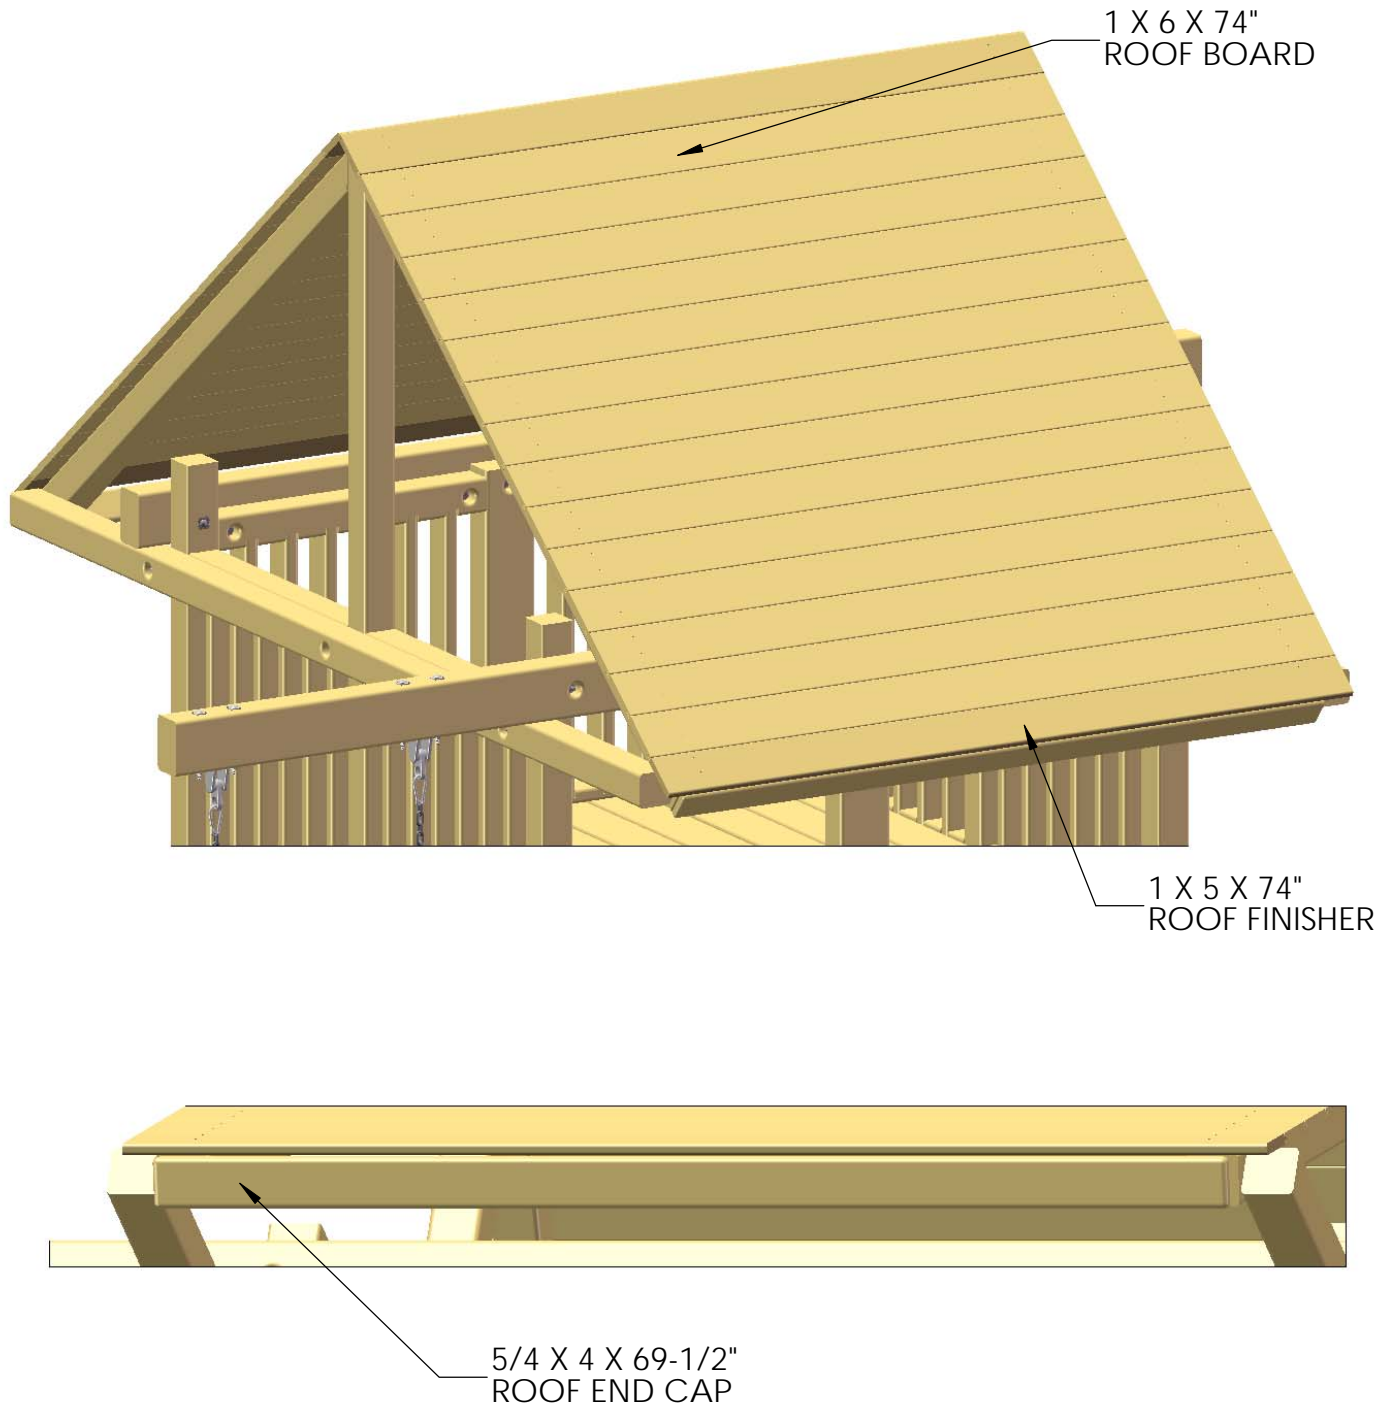 1 X 6 X 74"
ROOF BOARD
1 X 5 X 74"
ROOF FINISHER
5/4 X 4 X 69-1/2"
ROOF END CAP